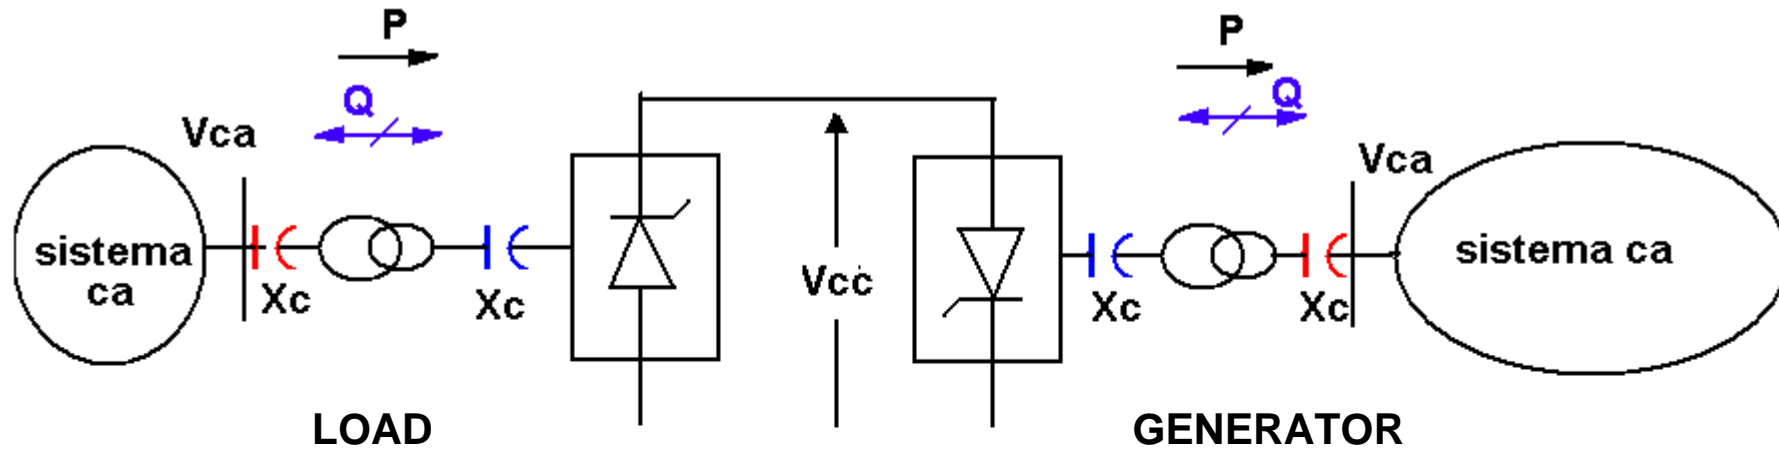 P
P
Q
Q
Vca
Vca
sistema
ca
sistema ca
Xc
Xc
Vcc
Xc
Xc
LOAD
GENERATOR